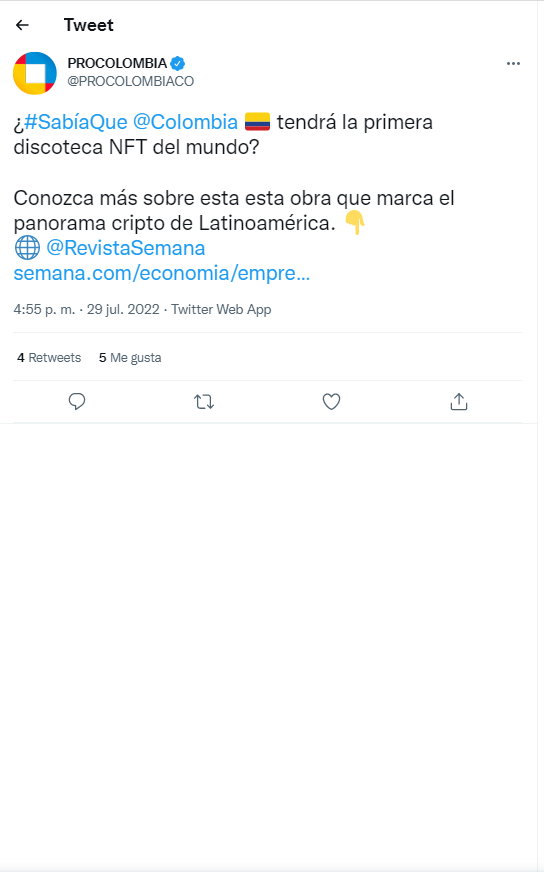 Tweet
PROCOLOMBIA
@PROCOLOMBIACO
¿#SabíaQue @Colombia 🇨🇴 tendrá la primera
discoteca NFT del mundo?
Conozca más sobre esta esta obra que marca el
panorama cripto de Latinoamérica. 👇
🌐 @RevistaSemana
semana.com/economia/empre...
4:55 p. m. · 29 jul. 2022 · Twitter Web App
4 Retweets 5 Me gusta